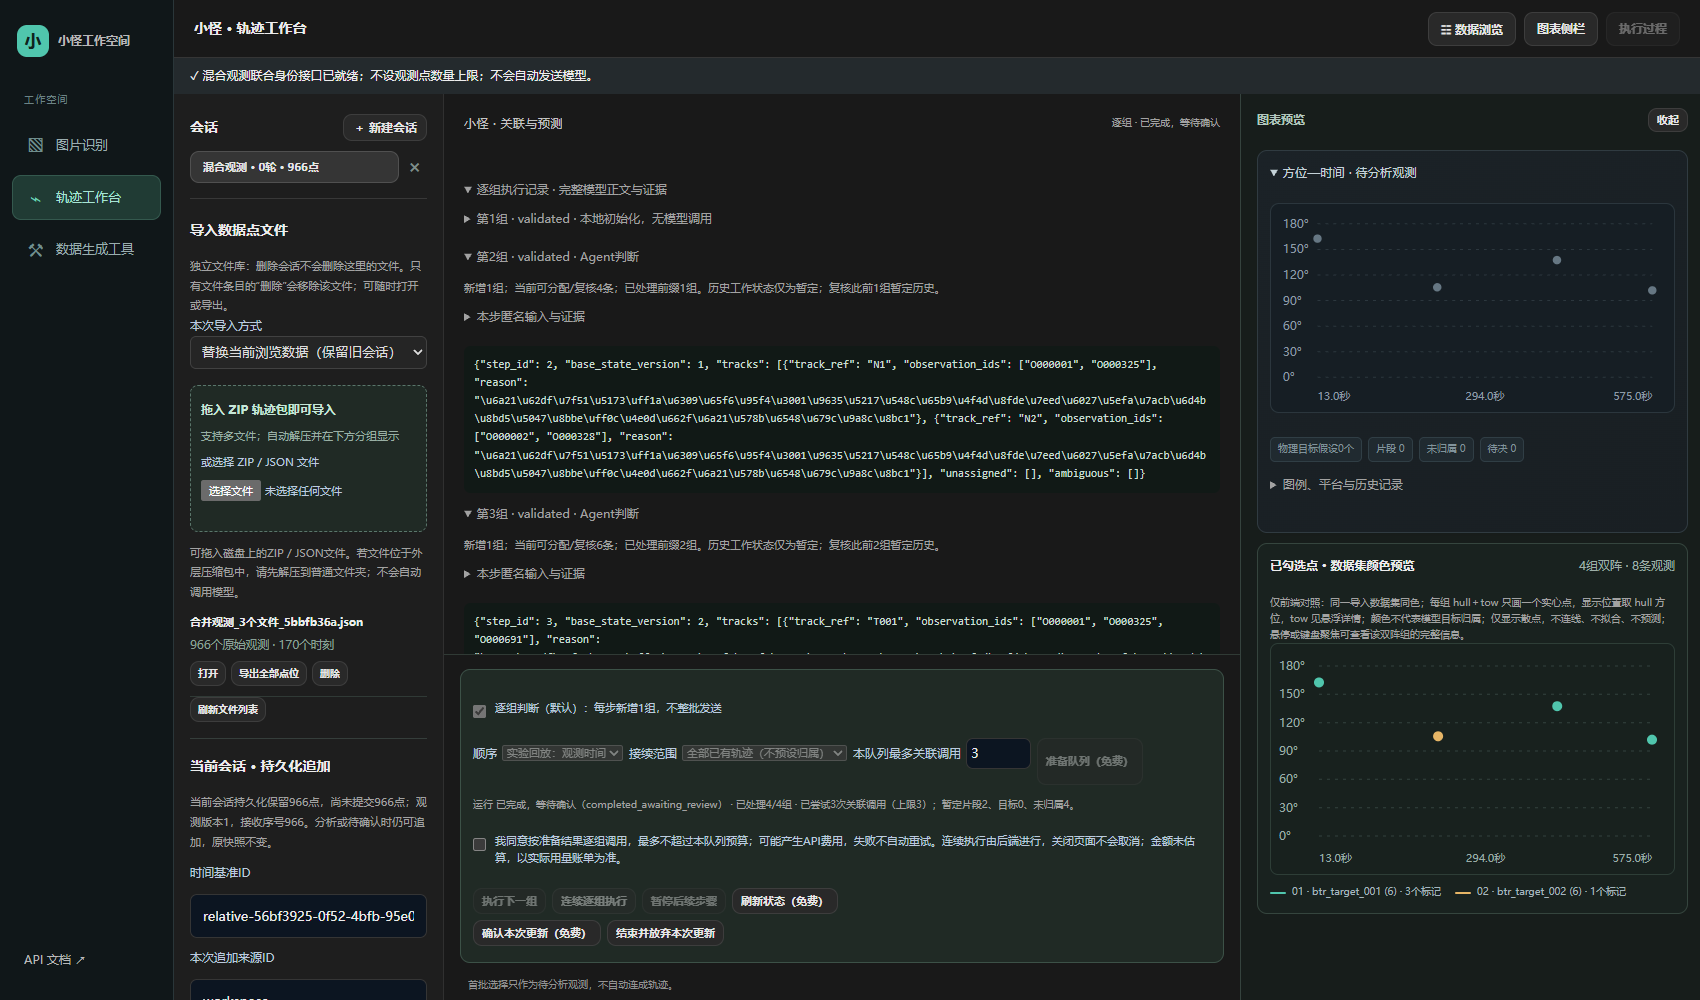 小
小怪工作空间
工作空间
图片识别
轨迹工作台
数据生成工具
API 文档 ↗
小怪 • 轨迹工作台
☷ 数据浏览
图表侧栏
执行过程
✓ 混合观测联合身份接口已就绪；不设观测点数量上限；不会自动发送模型。
会话
+ 新建会话
混合观测 • 0轮 • 966点
×
导入数据点文件
独立文件库：删除会话不会删除这里的文件。只
有文件条目的“删除”会移除该文件；可随时打开
或导出。
本次导入方式
替换当前浏览数据（保留旧会话）
拖入 ZIP 轨迹包即可导入
支持多文件；自动解压并在下方分组显示
或选择 ZIP / JSON 文件
选择文件 未选择任何文件
可拖入磁盘上的ZIP / JSON文件。若文件位于外
层压缩包中，请先解压到普通文件夹；不会自动
调用模型。
合并观测_3个文件_5bbfb36a.json
966个原始观测 · 170个时刻
打开
导出全部点位
删除
刷新文件列表
当前会话 • 持久化追加
当前会话持久化保留966点，尚未提交966点；观
测版本1，接收序号966。分析或待确认时仍可追
加，原快照不变。
时间基准ID
relative-56bf3925-0f52-4bfb-95e0
本次追加来源ID
workspace
小怪 · 关联与预测
逐组 · 已完成，等待确认
▼ 逐组执行记录 · 完整模型正文与证据
▶ 第1组 · validated · 本地初始化，无模型调用
▼ 第2组 · validated · Agent判断
新增1组；当前可分配/复核4条；已处理前缀1组。历史工作状态仅为暂定；复核此前1组暂定历史。
▶ 本步匿名输入与证据
{"step_id": 2, "base_state_version": 1, "tracks": [{"track_ref": "N1", "observation_ids": ["O000001", "O000325"],
"reason":
"\u6a21\u62df\u7f51\u5173\uff1a\u6309\u65f6\u95f4\u3001\u9635\u5217\u548c\u65b9\u4f4d\u8fde\u7eed\u6027\u5efa\u7acb\u6d4b
\u8bd5\u5047\u8bbe\uff0c\u4e0d\u662f\u6a21\u578b\u6548\u679c\u9a8c\u8bc1"}, {"track_ref": "N2", "observation_ids":
["O000002", "O000328"], "reason":
"\u6a21\u62df\u7f51\u5173\uff1a\u6309\u65f6\u95f4\u3001\u9635\u5217\u548c\u65b9\u4f4d\u8fde\u7eed\u6027\u5efa\u7acb\u6d4b
\u8bd5\u5047\u8bbe\uff0c\u4e0d\u662f\u6a21\u578b\u6548\u679c\u9a8c\u8bc1"}], "unassigned": [], "ambiguous": []}
▼ 第3组 · validated · Agent判断
新增1组；当前可分配/复核6条；已处理前缀2组。历史工作状态仅为暂定；复核此前2组暂定历史。
▶ 本步匿名输入与证据
{"step_id": 3, "base_state_version": 2, "tracks": [{"track_ref": "T001", "observation_ids": ["O000001", "O000325",
"O000691"], "reason":
逐组判断（默认）：每步新增1组，不整批发送
顺序 实验回放：观测时间 接续范围 全部已有轨迹（不预设归属） 本队列最多关联调用 3 准备队列（免费）
运行 已完成，等待确认（completed_awaiting_review） · 已处理4/4组 · 已尝试3次关联调用（上限3）；暂定片段2、目标0、未归属4。
我同意按准备结果逐组调用，最多不超过本队列预算；可能产生API费用，失败不自动重试。连续执行由后端进行，关闭页面不会取消；金额未估
算，以实际用量账单为准。
执行下一组
连续逐组执行
暂停后续步骤
刷新状态（免费）
确认本次更新（免费）
结束并放弃本次更新
首批选择只作为待分析观测，不自动连成轨迹。
图表预览
收起
▼ 方位—时间 · 待分析观测
180°
150°
120°
90°
60°
30°
0°
13.0秒 294.0秒 575.0秒
物理目标假设0个
片段 0
未归属 0
待决 0
▶ 图例、平台与历史记录
已勾选点 • 数据集颜色预览
4组双阵 · 8条观测
仅前端对照：同一导入数据集同色；每组 hull + tow 只画一个实心点，显示位置取 hull 方
位，tow 见悬浮详情；颜色不代表模型目标归属；仅显示散点，不连线、不拟合、不预测；
悬停或键盘聚焦可查看该双阵组的完整信息。
180°
150°
120°
90°
60°
30°
0°
13.0秒 294.0秒 575.0秒
01 · btr_target_001 (6) · 3个标记
02 · btr_target_002 (6) · 1个标记